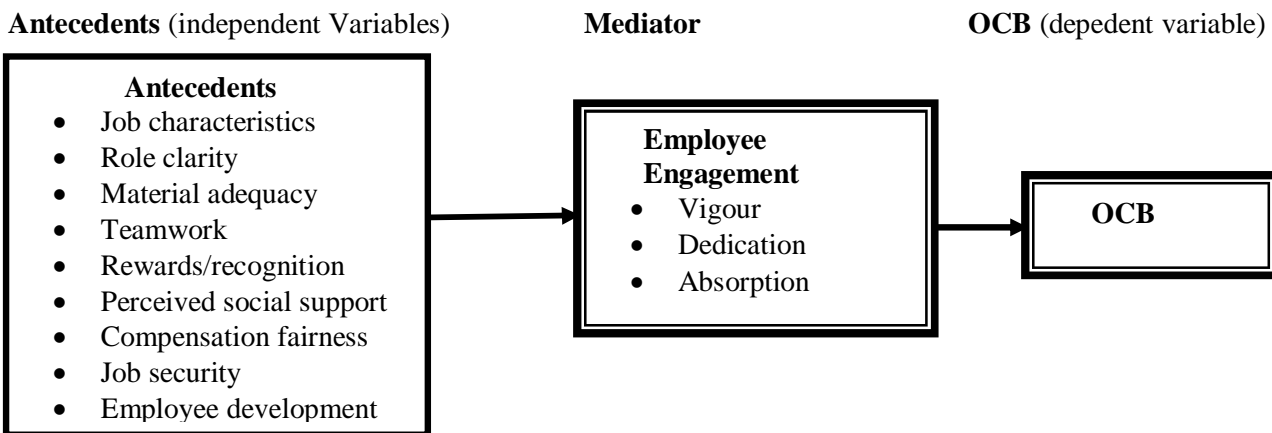 Antecedents (independent Variables) Mediator OCB (depedent variable)
Antecedents
• Job characteristics
• Role clarity
• Material adequacy
• Teamwork
• Rewards/recognition
• Perceived social support
• Compensation fairness
• Job security
• Employee development
Employee
Engagement
• Vigour
• Dedication
• Absorption
OCB